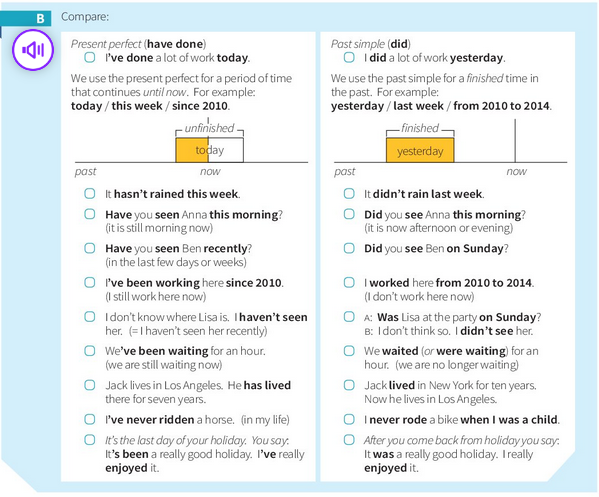 B
Compare:
Present perfect (have done)
I've done a lot of work today.
We use the present perfect for a period of time
that continues until now. For example:
today / this week / since 2010.
unfinished
today
past
now
It hasn't rained this week.
Have you seen Anna this morning?
(it is still morning now)
Have you seen Ben recently?
(in the last few days or weeks)
I've been working here since 2010.
(I still work here now)
I don't know where Lisa is. I haven't seen
her. (= I haven't seen her recently)
We've been waiting for an hour.
(we are still waiting now)
Jack lives in Los Angeles. He has lived
there for seven years.
I've never ridden a horse. (in my life)
It's the last day of your holiday. You say:
It's been a really good holiday. I've really
enjoyed it.
Past simple (did)
I did a lot of work yesterday.
We use the past simple for a finished time in
the past. For example:
yesterday / last week / from 2010 to 2014.
finished
yesterday
past
now
It didn't rain last week.
Did you see Anna this morning?
(it is now afternoon or evening)
Did you see Ben on Sunday?
I worked here from 2010 to 2014.
(I don't work here now)
A: Was Lisa at the party on Sunday?
B: I don't think so. I didn't see her.
We waited (or were waiting) for an
hour. (we are no longer waiting)
Jack lived in New York for ten years.
Now he lives in Los Angeles.
I never rode a bike when I was a child.
After you come back from holiday you say:
It was a really good holiday. I really
enjoyed it.